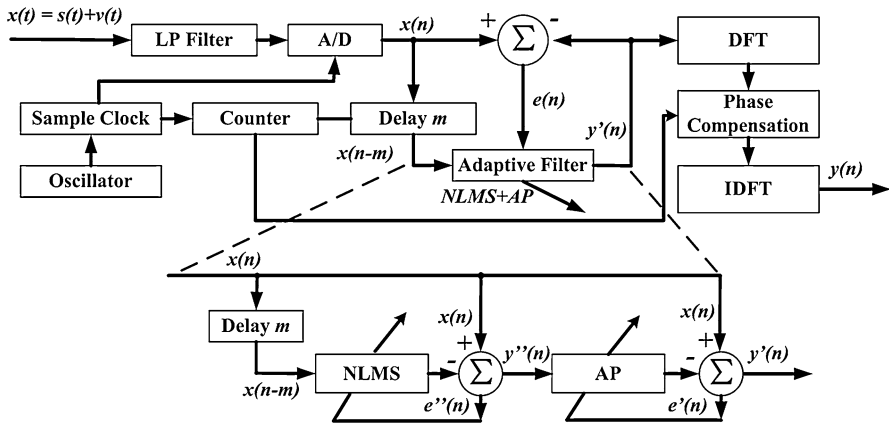 x(t) = s(t)+v(t)
LP Filter
A/D
x(n)
+
Σ
-
DFT
Sample Clock
Counter
Delay m
e(n)
y'(n)
Phase
Compensation
x(n-m)
Adaptive Filter
Oscillator
NLMS+AP
IDFT
y(n)
x(n)
Delay m
x(n)
x(n)
+
+
x(n-m)
NLMS
-
Σ
y''(n)
AP
-
Σ
y'(n)
e''(n)
e'(n)